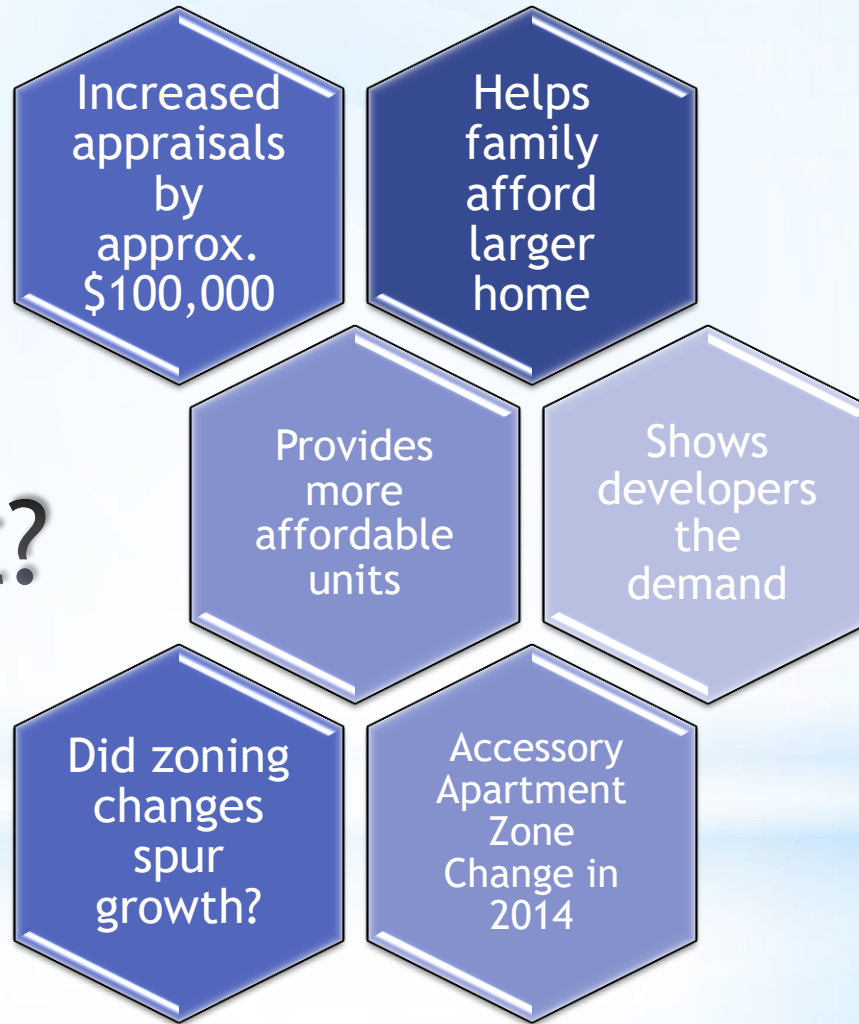 Increased
appraisals
by
approx.
$100,000
Helps
family
afford
larger
home
Provides
more
affordable
units
Shows
developers
the
demand
?
Did zoning
changes
spur
growth?
Accessory
Apartment
Zone
Change in
2014